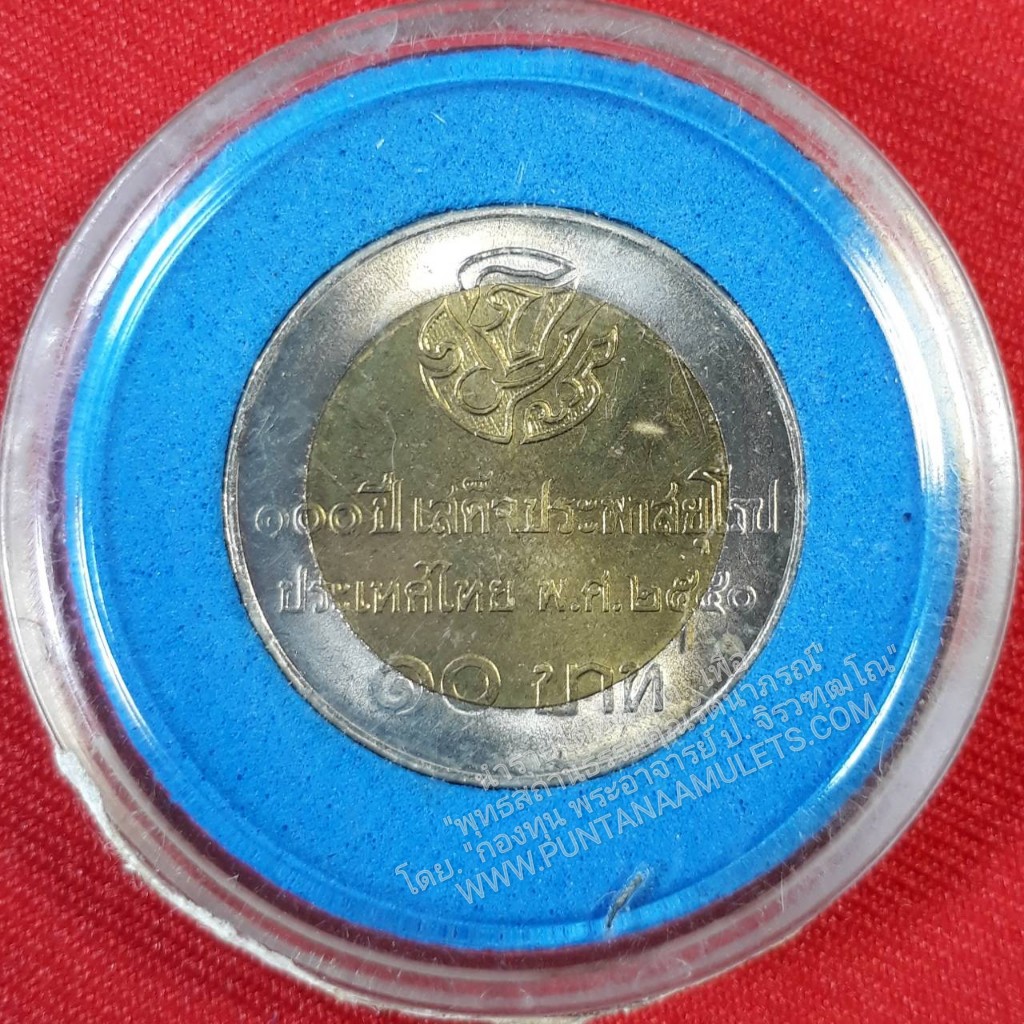 ๑๐๐ ปี เสด็จประพาสยุโรป
ประเทศไทย พ.ศ. ๒๕๕๐
๑๐ บาท
"พุทธสถาน
โดย. "กองทุน พระอาจารย์ ป. จิรวฑฒโณ"
WWW.PUNTANAAMULETS.COM